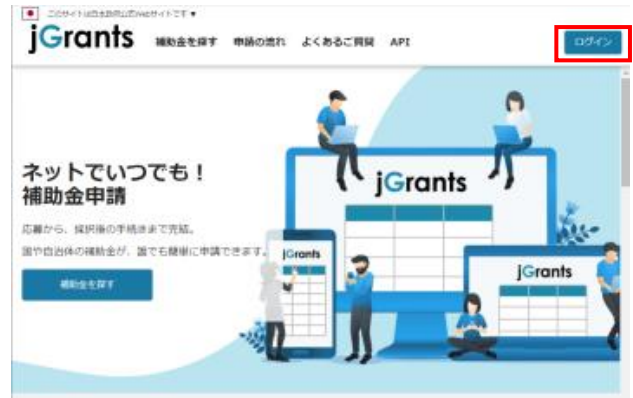 このサイトは日本政府公式Webサイトです ▼
jGrants 補助金を探す 申請の流れ よくあるご質問 API ログイン
ネットでいつでも！
補助金申請
応募から、採択後の手続きまで完結。
国や自治体の補助金が、誰でも簡単に申請できます。
補助金を探す
jGrants
jGrants
jGrants